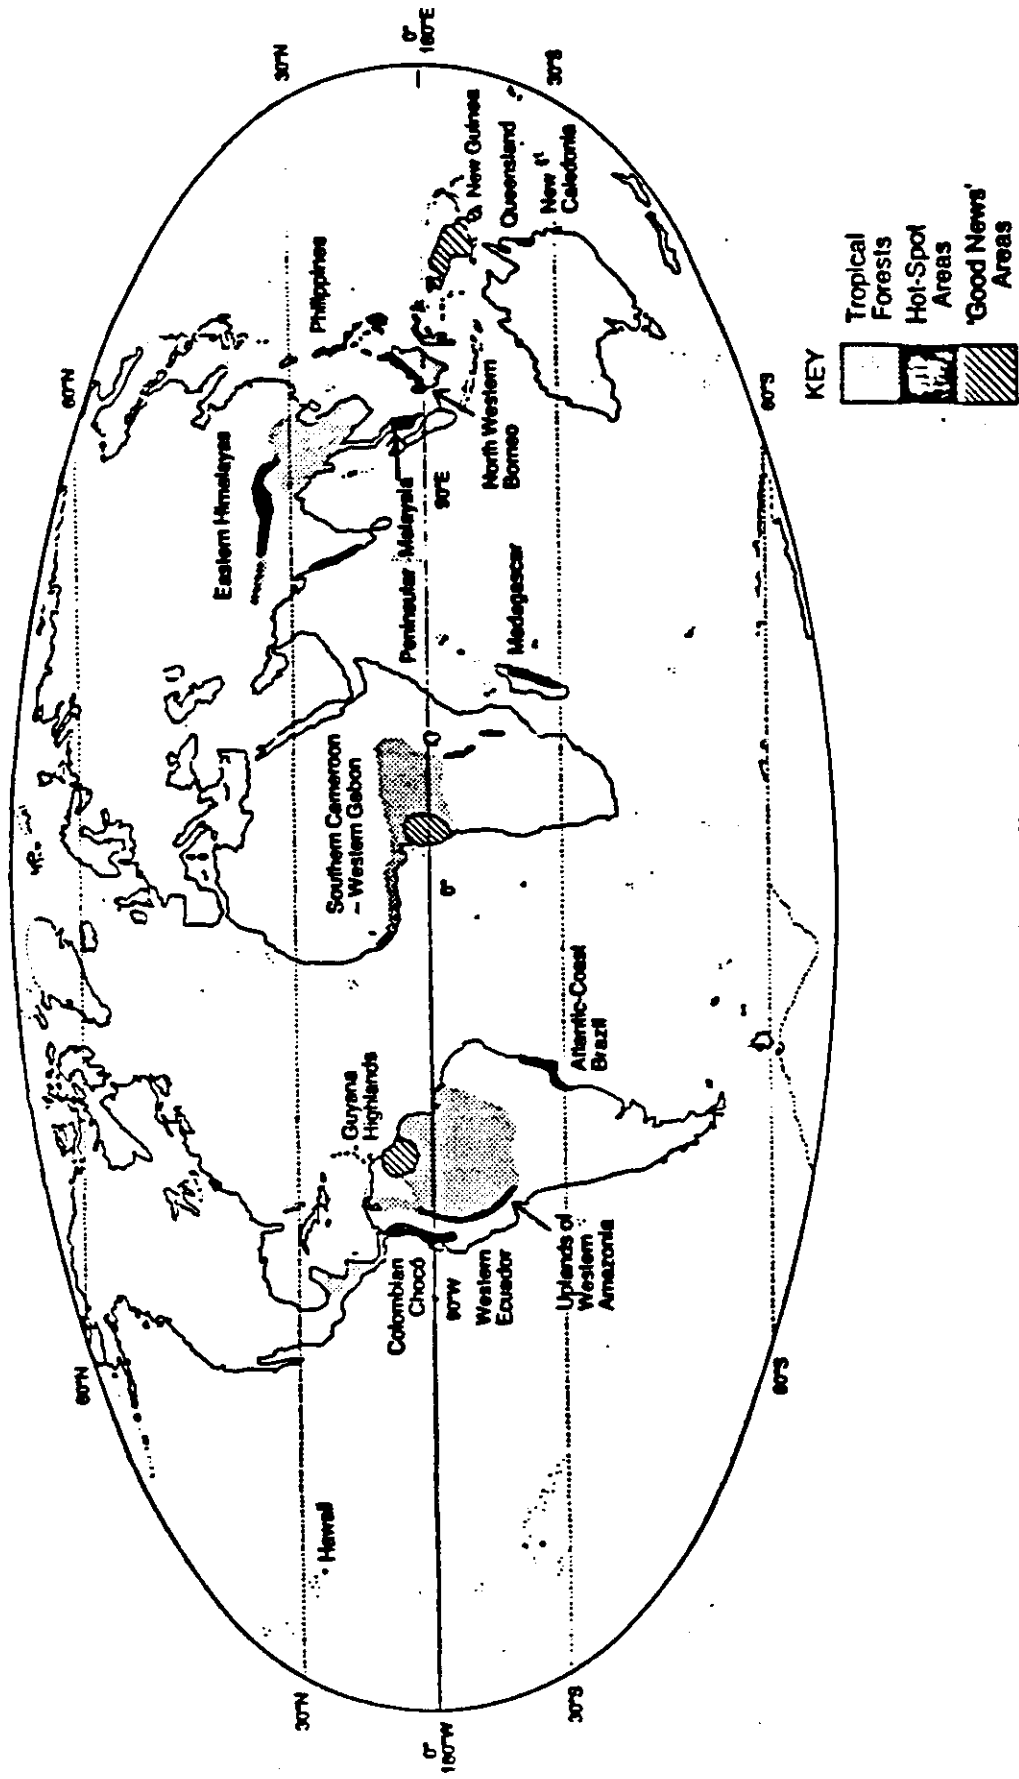 60°N
60°N
30°N
30°N
Hawaii
Guyana
Highlands
Southern Cameroon
– Western Gabon
Eastern Himalayas
Philippines
Colombian
Chocó
Peninsular Malaysia
0°
180°W
90°W
0°
90°E
0°
180°E
Western
Ecuador
North Western
Borneo
Madagascar
New Guinea
Queensland
New
Caledonia
Uplands of
Western
Amazonia
Atlantic-Coast
Brazil
30°S
30°S
60°S
60°S
KEY
Tropical
Forests
Hot-Spot
Areas
'Good News'
Areas